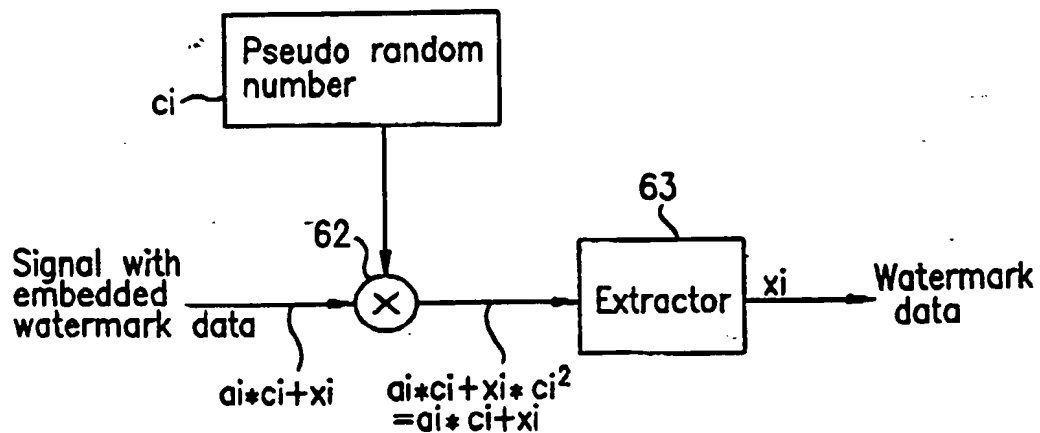 Pseudo random
number
ci
62
63
Signal with
embedded
watermark data
Extractor
xi
Watermark
data
ai*ci+xi
ai*ci+xi*ci²
=ai*ci+xi